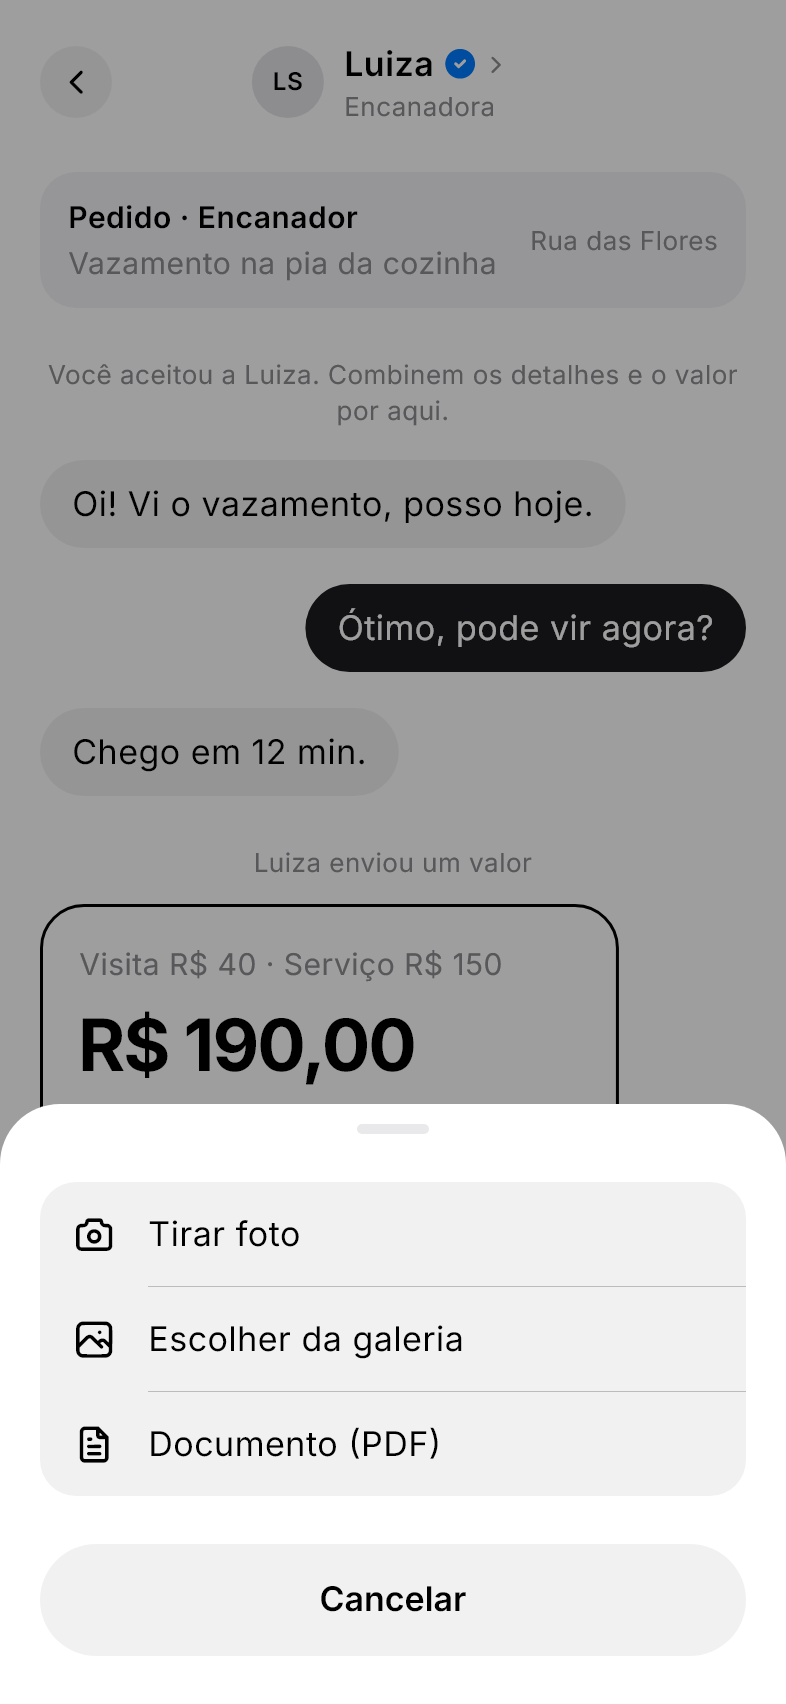 LS
Luiza
Encanadora
Pedido · Encanador
Vazamento na pia da cozinha
Rua das Flores
Você aceitou a Luiza. Combinem os detalhes e o valor
por aqui.
Oi! Vi o vazamento, posso hoje.
Ótimo, pode vir agora?
Chego em 12 min.
Luiza enviou um valor
Visita R$ 40 · Serviço R$ 150
R$ 190,00
Tirar foto
Escolher da galeria
Documento (PDF)
Cancelar